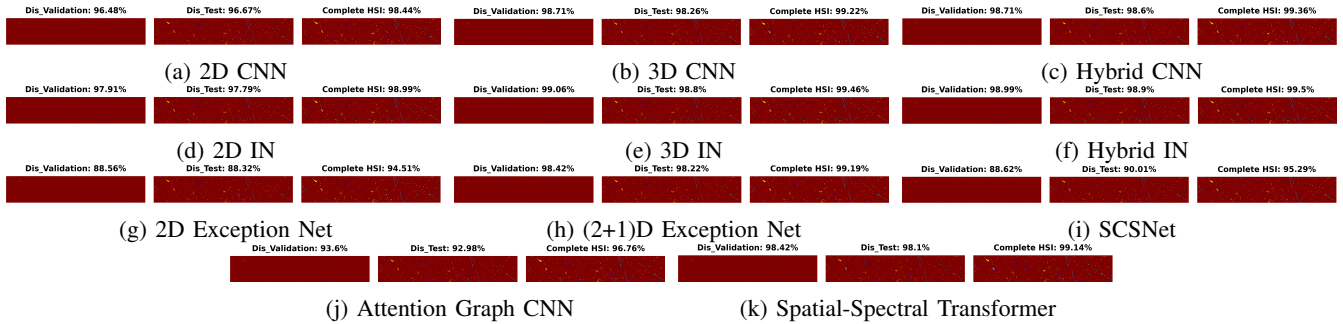 Dis_Validation: 96.48% Dis_Test: 96.67% Complete HSI: 98.44% Dis_Validation: 98.71% Dis_Test: 98.26% Complete HSI: 99.22% Dis_Validation: 98.71% Dis_Test: 98.6% Complete HSI: 99.36%
(a) 2D CNN (b) 3D CNN (c) Hybrid CNN
Dis_Validation: 97.91% Dis_Test: 97.79% Complete HSI: 98.99% Dis_Validation: 99.06% Dis_Test: 98.8% Complete HSI: 99.46% Dis_Validation: 98.99% Dis_Test: 98.9% Complete HSI: 99.5%
(d) 2D IN (e) 3D IN (f) Hybrid IN
Dis_Validation: 88.56% Dis_Test: 88.32% Complete HSI: 94.51% Dis_Validation: 98.42% Dis_Test: 98.22% Complete HSI: 99.19% Dis_Validation: 88.62% Dis_Test: 90.01% Complete HSI: 95.29%
(g) 2D Exception Net (h) (2+1)D Exception Net (i) SCSNet
Dis_Validation: 93.6% Dis_Test: 92.98% Complete HSI: 96.76% Dis_Validation: 98.42% Dis_Test: 98.1% Complete HSI: 99.14%
(j) Attention Graph CNN (k) Spatial-Spectral Transformer